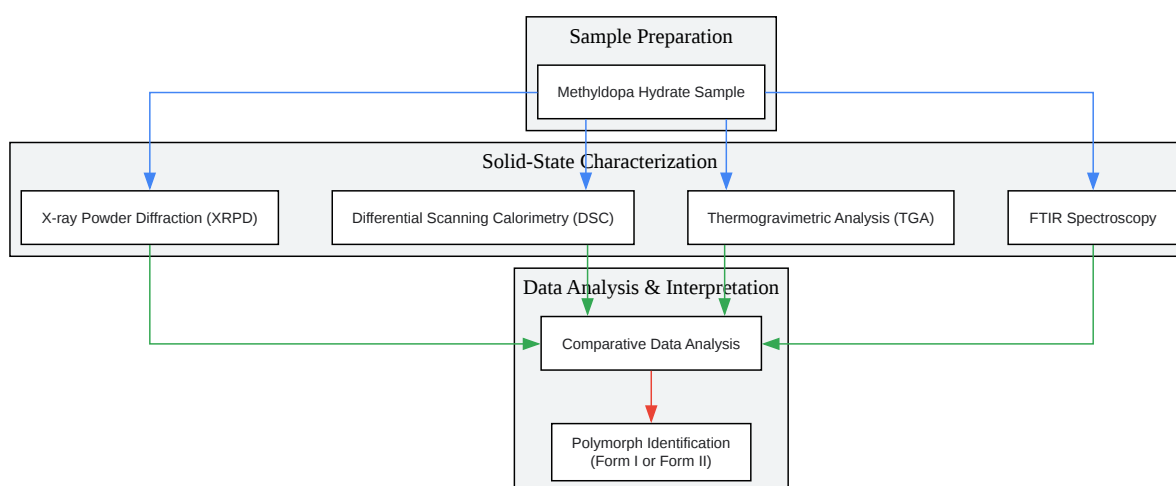 Sample Preparation
Methyldopa Hydrate Sample
Solid-State Characterization
X-ray Powder Diffraction (XRPD)
Differential Scanning Calorimetry (DSC)
Thermogravimetric Analysis (TGA)
FTIR Spectroscopy
Data Analysis & Interpretation
Comparative Data Analysis
Polymorph Identification
(Form I or Form II)